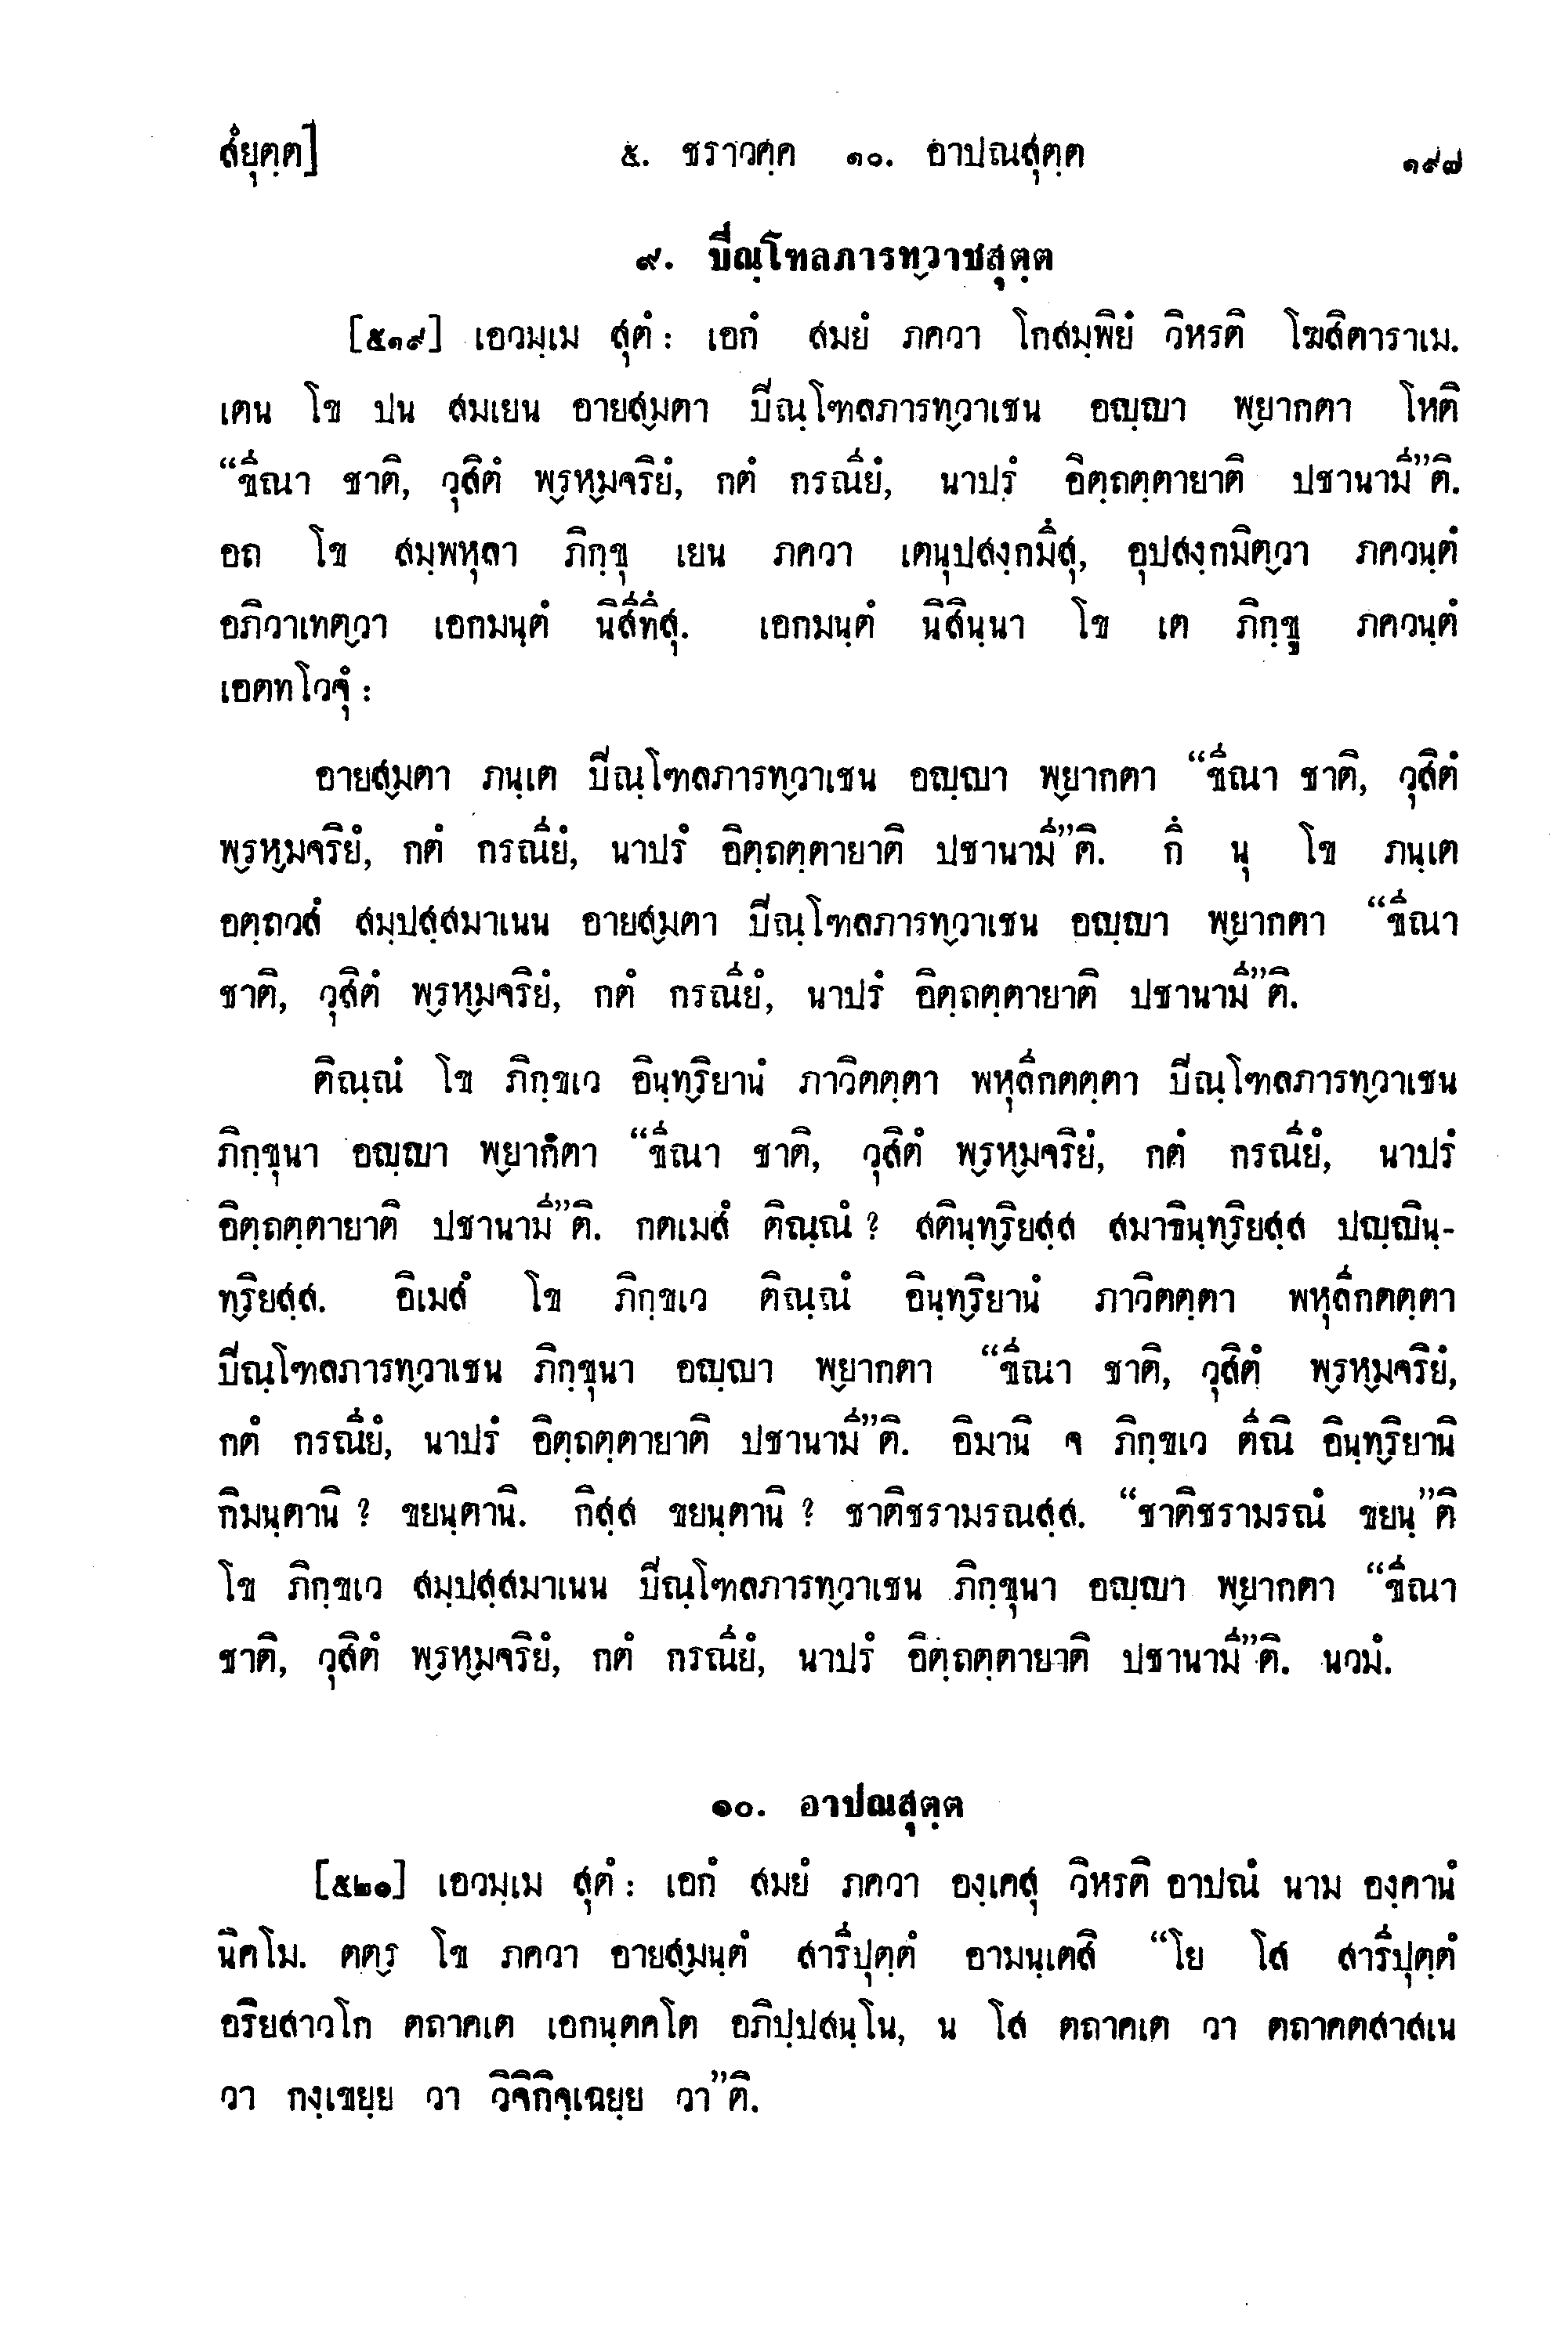 สํยุตฺต] ๕. ชราวคฺค ๑๐. อาปณสุตฺต ๑๙๗
๙. ปิณฺโฑลภารทฺวาชสุตฺต
[๕๑๙] เอวมฺเม สุตํ: เอกํ สมยํ ภควา โกสมฺพิยํ วิหรติ โฆสิตาราเม.
เตน โข ปน สมเยน อายสฺมตา ปิณฺโฑลภารทฺวาเชน อญฺญา พฺยากตา โหติ
“ขีณา ชาติ, วุสิตํ พฺรหฺมจริยํ, กตํ กรณียํ, นาปรํ อิตฺถตฺตายาติ ปชานามี”ติ.
อถ โข สมฺพหุลา ภิกฺขุ เยน ภควา เตนุปสงฺกมิํสุ, อุปสงฺกมิตฺวา ภควนฺตํ
อภิวาเทตฺวา เอกมนฺตํ นิสีทิํสุ. เอกมนฺตํ นิสินฺนา โข เต ภิกฺขู ภควนฺตํ
เอตทโวจุํ:
อายสฺมตา ภนฺเต ปิณฺโฑลภารทฺวาเชน อญฺญา พฺยากตา “ขีณา ชาติ, วุสิตํ
พฺรหฺมจริยํ, กตํ กรณียํ, นาปรํ อิตฺถตฺตายาติ ปชานามี”ติ. กิํ นุ โข ภนฺเต
อตฺถวสํ สมฺปสฺสมาเนน อายสฺมตา ปิณฺโฑลภารทฺวาเชน อญฺญา พฺยากตา “ขีณา
ชาติ, วุสิตํ พฺรหฺมจริยํ, กตํ กรณียํ, นาปรํ อิตฺถตฺตายาติ ปชานามี”ติ.
ติณฺณํ โข ภิกฺขเว อินฺทฺริยานํ ภาวิตตฺตา พหุลีกตตฺตา ปิณฺโฑลภารทฺวาเชน
ภิกฺขุนา อญฺญา พฺยากตา “ขีณา ชาติ, วุสิตํ พฺรหฺมจริยํ, กตํ กรณียํ, นาปรํ
อิตฺถตฺตายาติ ปชานามี”ติ. กตเมสํ ติณฺณํ ? สตินฺทฺริยสฺส สมาธินฺทฺริยสฺส ปญฺญินฺ-
ทฺริยสฺส. อิเมสํ โข ภิกฺขเว ติณฺณํ อินฺทฺริยานํ ภาวิตตฺตา พหุลีกตตฺตา
ปิณฺโฑลภารทฺวาเชน ภิกฺขุนา อญฺญา พฺยากตา “ขีณา ชาติ, วุสิตํ พฺรหฺมจริยํ,
กตํ กรณียํ, นาปรํ อิตฺถตฺตายาติ ปชานามี”ติ. อิมานิ จ ภิกฺขเว ตีณิ อินฺทฺริยานิ
กิมนฺตานิ ? ขยนฺตานิ. กิสฺส ขยนฺตานิ ? ชาติชรามรณสฺส. “ชาติชรามรณํ ขยนฺ”ติ
โข ภิกฺขเว สมฺปสฺสมาเนน ปิณฺโฑลภารทฺวาเชน ภิกฺขุนา อญฺญา พฺยากตา “ขีณา
ชาติ, วุสิตํ พฺรหฺมจริยํ, กตํ กรณียํ, นาปรํ อิตฺถตฺตายาติ ปชานามี”ติ. นวมํ.
๑๐. อาปณสุตฺต
[๕๒๑] เอวมฺเม สุตํ: เอกํ สมยํ ภควา องฺเคสุ วิหรติ อาปณํ นาม องฺคานํ
นิคโม. ตตฺร โข ภควา อายสฺมนฺตํ สารีปุตฺตํ อามนฺเตสิ “โย โส สารีปุตฺตํ
อริยสาวโก ตถาคเต เอกนฺตคโต อภิปฺปสนฺโน, น โส ตถาคเต วา ตถาคตสาสเน
วา กงฺเขยฺย วา วิจิกิจฺเฉยฺย วา”ติ.